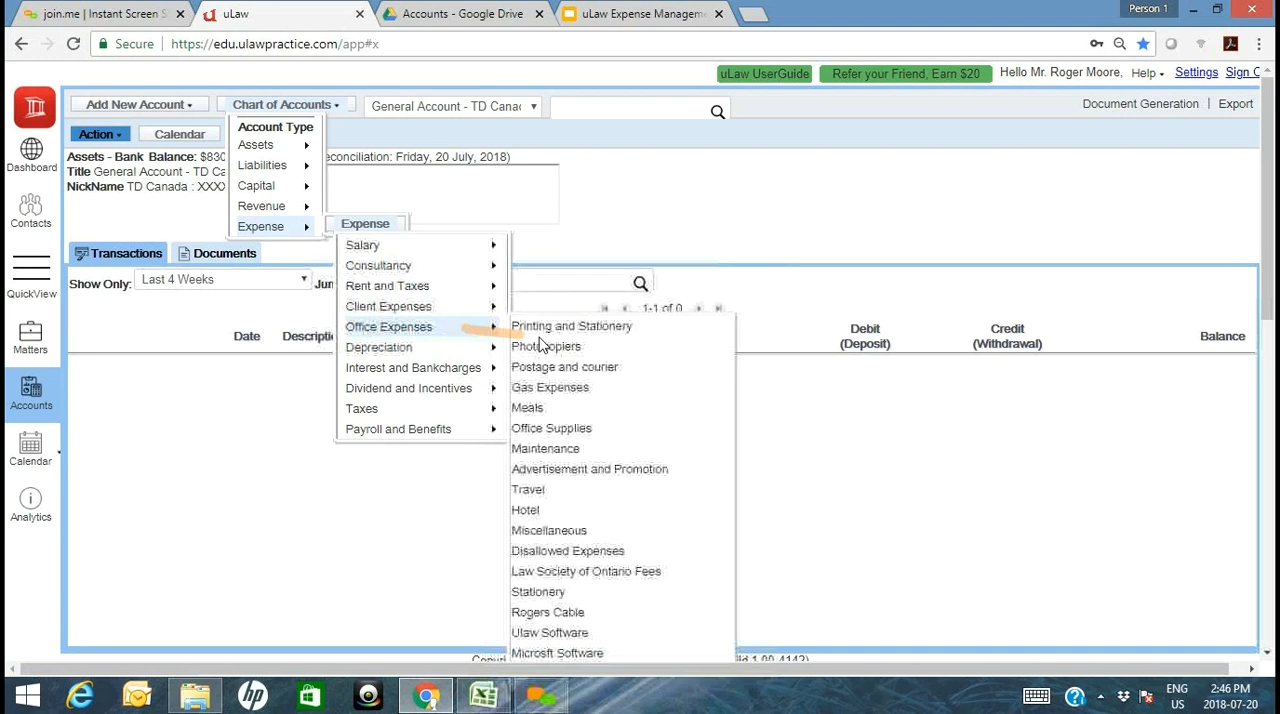 join.me | Instant Screen S
uLaw
Accounts - Google Drive
uLaw Expense Managem
Person 1
Secure
https://edu.ulawpractice.com/app#x
uLaw UserGuide
Refer your Friend, Earn $20
Hello Mr. Roger Moore,
Help
Settings
Sign O
Add New Account
Chart of Accounts
General Account - TD Canad
Document Generation
Export
Action
Calendar
Account Type
Assets
Liabilities
Capital
Revenue
Expense
Assets - Bank Balance: $830
econciliation: Friday, 20 July, 2018)
Title General Account - TD Ca
NickName TD Canada : XXXX
Dashboard
Contacts
QuickView
Matters
Accounts
Calendar
Analytics
Transactions
Documents
Show Only:
Last 4 Weeks
Jun
1-1 of 0
Date
Descripti
Debit
(Deposit)
Credit
(Withdrawal)
Balance
Expense
Salary
Consultancy
Rent and Taxes
Client Expenses
Office Expenses
Depreciation
Interest and Bankcharges
Dividend and Incentives
Taxes
Payroll and Benefits
Printing and Stationery
Photocopiers
Postage and courier
Gas Expenses
Meals
Office Supplies
Maintenance
Advertisement and Promotion
Travel
Hotel
Miscellaneous
Disallowed Expenses
Law Society of Ontario Fees
Stationery
Rogers Cable
Ulaw Software
Microsft Software
ENG
US
2:46 PM
2018-07-20